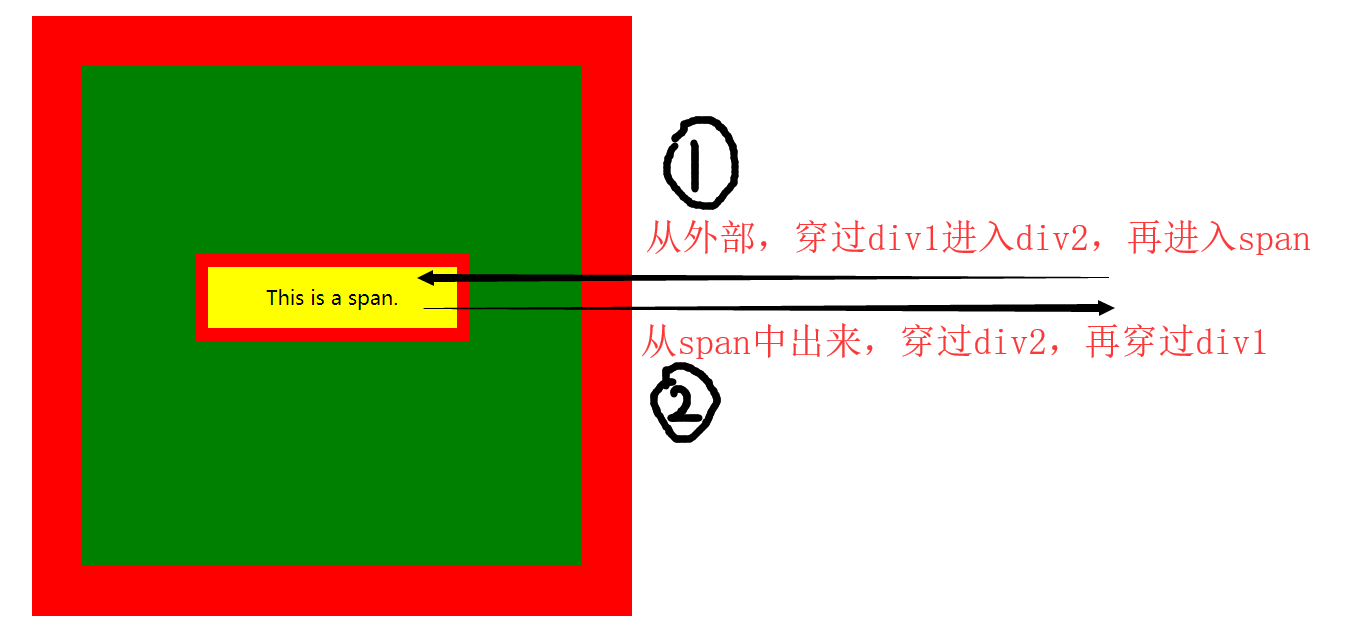 1
从外部，穿过div1进入div2，再进入span
This is a span.
从span中出来，穿过div2，再穿过div1
2